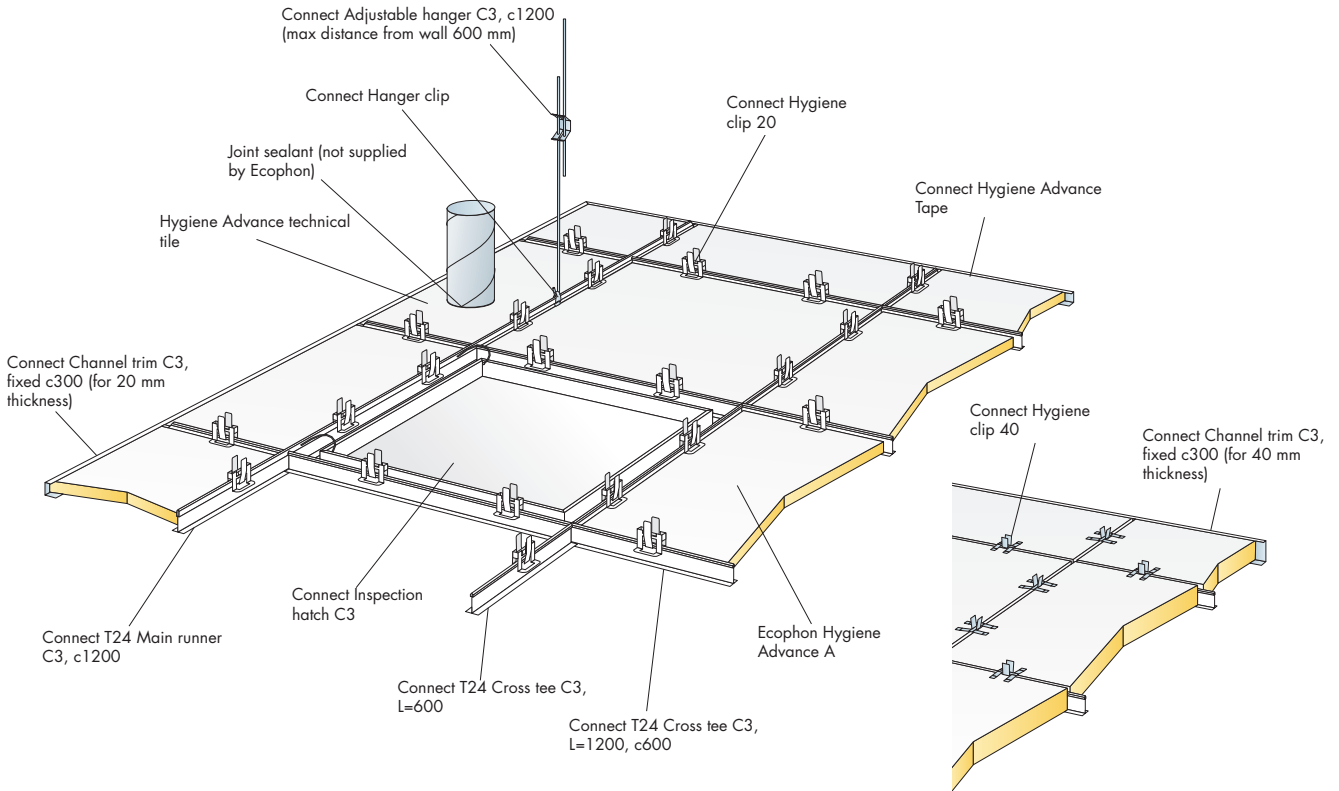 Connect Adjustable hanger C3, c1200
(max distance from wall 600 mm)
Connect Hanger clip
Connect Hygiene
clip 20
Joint sealant (not supplied
by Ecophon)
Connect Hygiene Advance
Tape
Hygiene Advance technical
tile
Connect Channel trim C3,
fixed c300 (for 20 mm
thickness)
Connect Hygiene
clip 40
Connect Channel trim C3,
fixed c300 (for 40 mm
thickness)
Connect Inspection
hatch C3
Connect T24 Main runner
C3, c1200
Ecophon Hygiene
Advance A
Connect T24 Cross tee C3,
L=600
Connect T24 Cross tee C3,
L=1200, c600